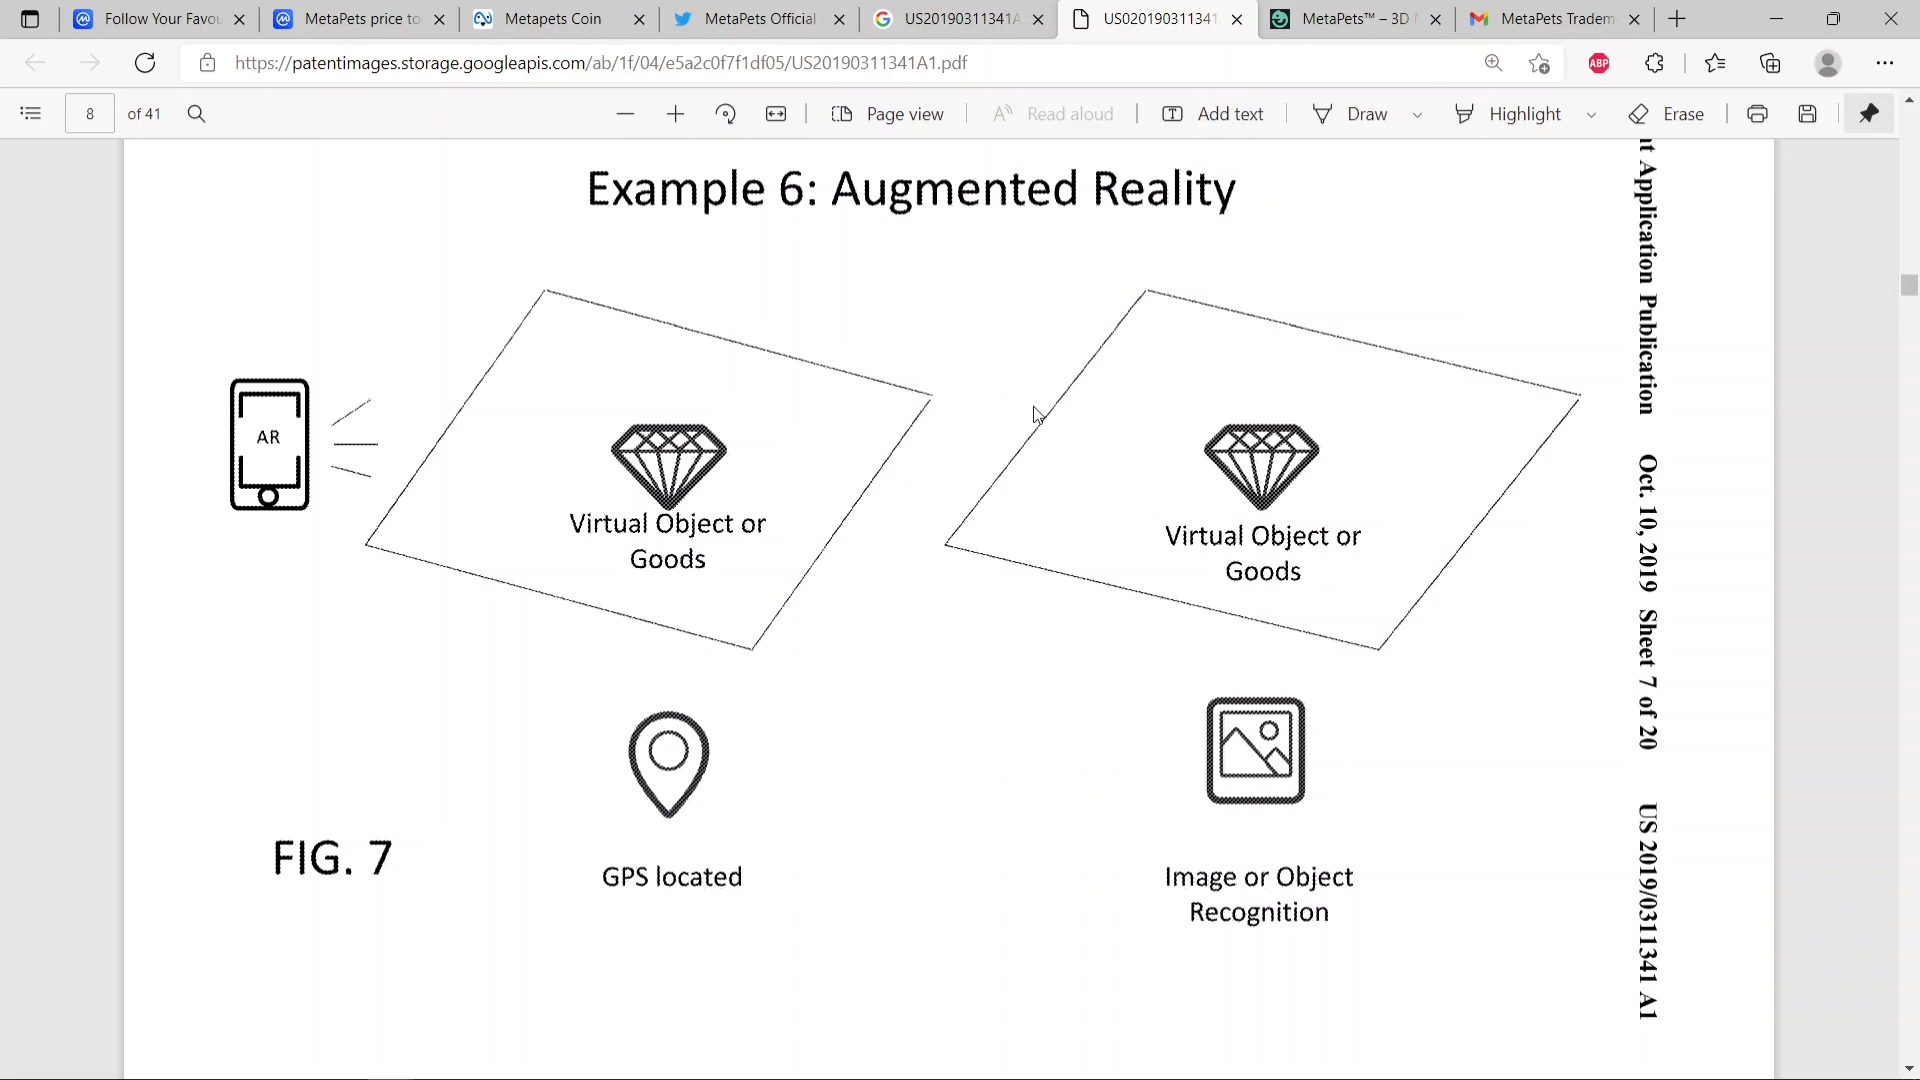 Follow Your Favou
MetaPets price to
Metapets Coin
MetaPets Official
US20190311341A
US020190311341
MetaPets™ – 3D
MetaPets Tradem
https://patentimages.storage.googleapis.com/ab/1f/04/e5a2c0f7f1df05/US20190311341A1.pdf
ABP
8 of 41
Page view
Read aloud
Add text
Draw
Highlight
Erase
Example 6: Augmented Reality
AR
Virtual Object or
Goods
Virtual Object or
Goods
GPS located
Image or Object
Recognition
FIG. 7
nt Application Publication Oct. 10, 2019 Sheet 7 of 20 US 2019/0311341 A1